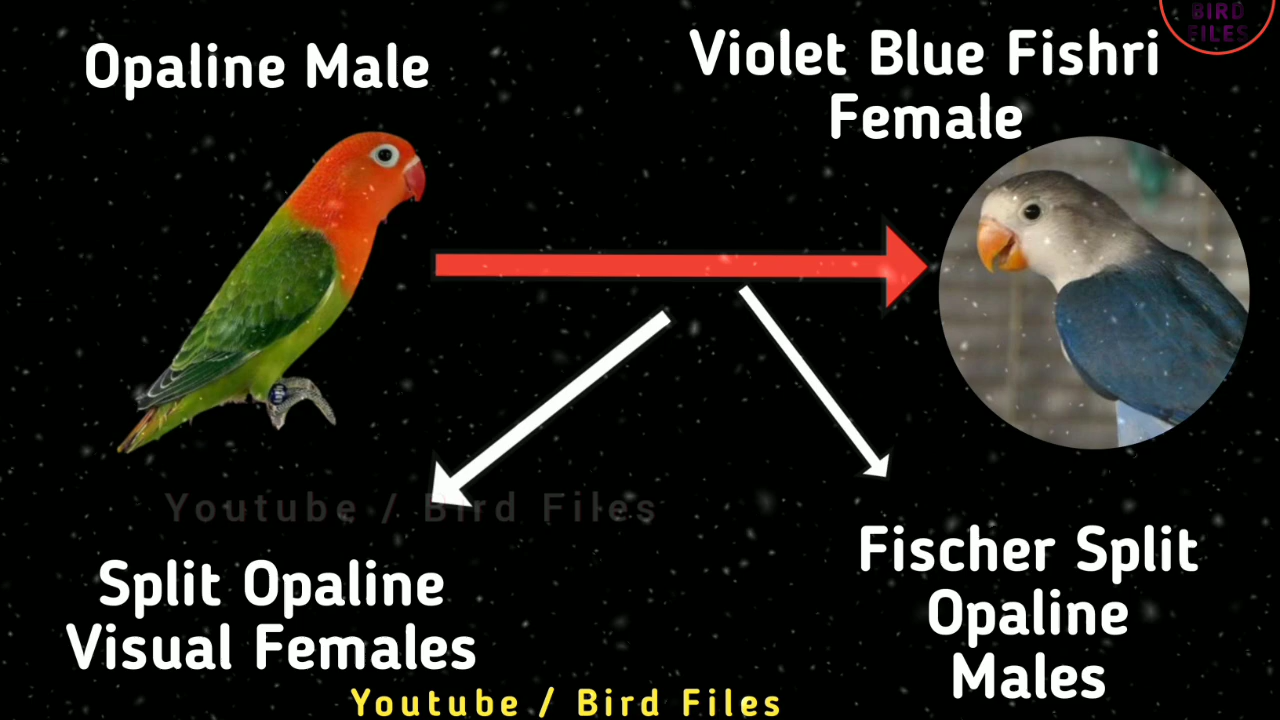 BIRD
FILES
Opaline Male
Violet Blue Fishri
Female
Youtube / Bird Files
Split Opaline
Visual Females
Fischer Split
Opaline
Males
Youtube / Bird Files